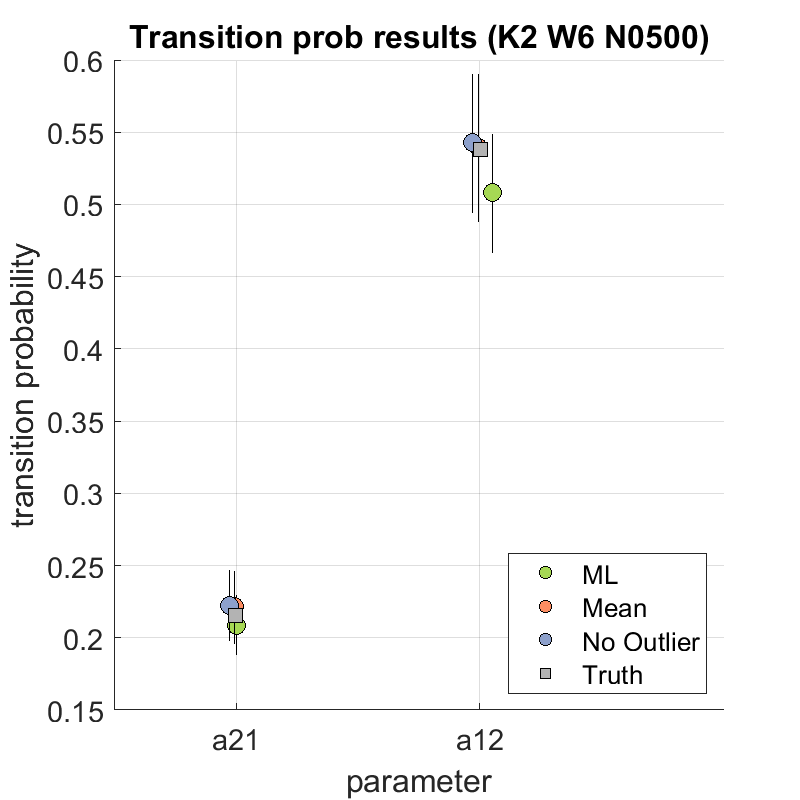 Transition prob results (K2 W6 N0500)
0.6
0.55
0.5
0.45
0.4
0.35
0.3
0.25
0.2
0.15
transition probability
a21
a12
parameter
ML
Mean
No Outlier
Truth